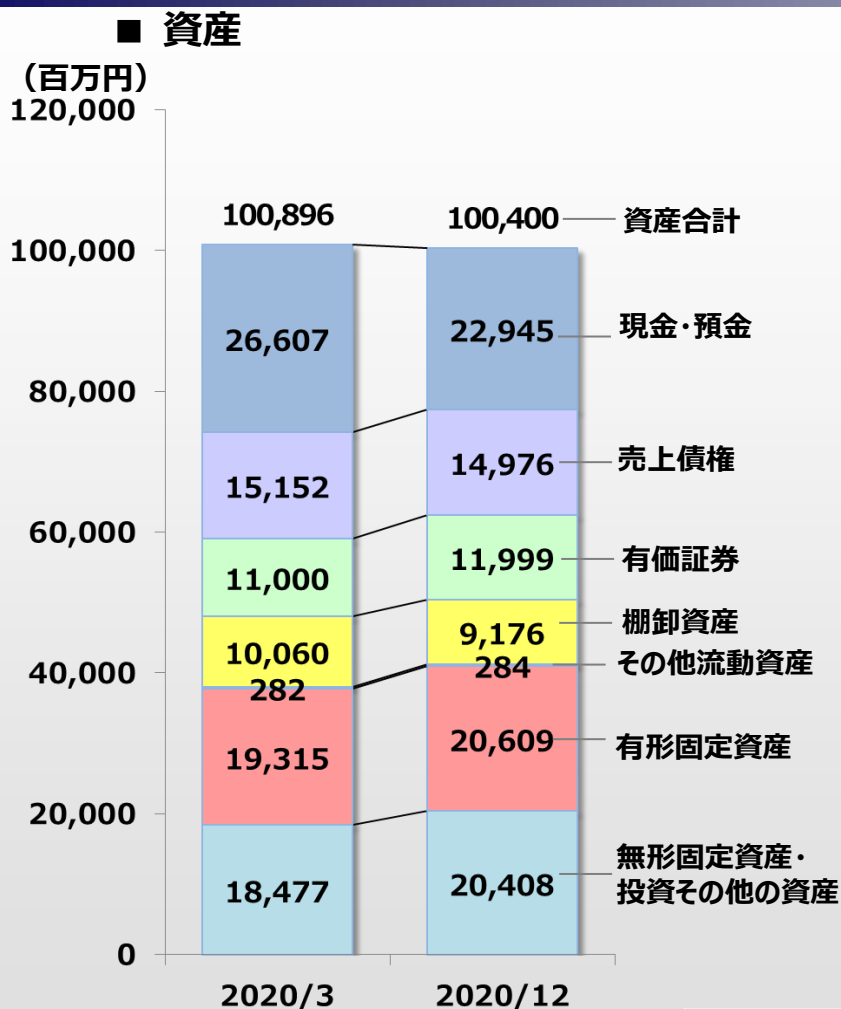 ■ 資産
（百万円）
120,000
100,000
80,000
60,000
40,000
20,000
0
100,896
26,607
15,152
11,000
10,060
282
19,315
18,477
2020/3
100,400
22,945
14,976
11,999
9,176
284
20,609
20,408
2020/12
資産合計
現金・預金
売上債権
有価証券
棚卸資産
その他流動資産
有形固定資産
無形固定資産・
投資その他の資産